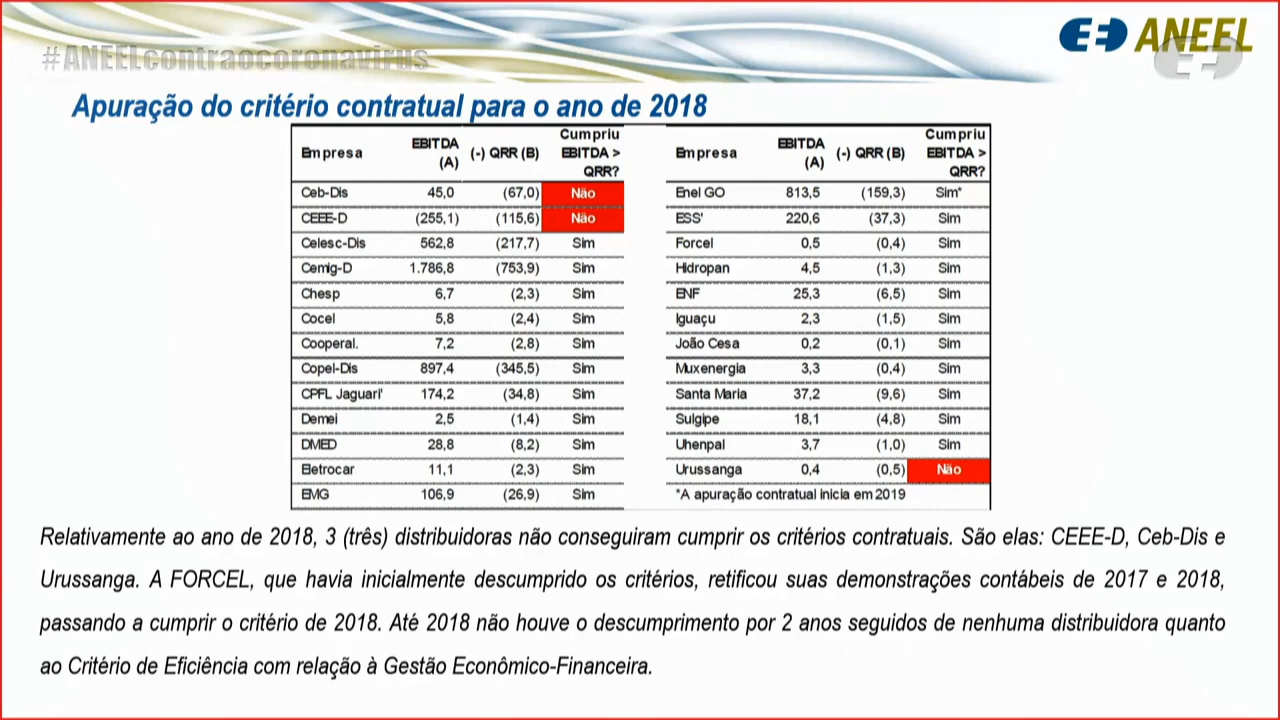 #ANEELcontraocoronavirus
ANEEL
Apuração do critério contratual para o ano de 2018
Empresa EBITDA (A) (-) QRR (B) Cumpriu EBITDA > QRR?
Ceb-Dis 45,0 (67,0) Não
CEEE-D (255,1) (115,6) Não
Celesc-Dis 562,8 (217,7) Sim
Cemig-D 1.786,8 (753,9) Sim
Chesp 6,7 (2,3) Sim
Cocel 5,8 (2,4) Sim
Cooperal. 7,2 (2,8) Sim
Copel-Dis 897,4 (345,5) Sim
CPFL Jaguari' 174,2 (34,8) Sim
Demei 2,5 (1,4) Sim
DMED 28,8 (8,2) Sim
Eletrocar 11,1 (2,3) Sim
EMG 106,9 (26,9) Sim
Empresa EBITDA (A) (-) QRR (B) Cumpriu EBITDA > QRR?
Enel GO 813,5 (159,3) Sim*
ESS' 220,6 (37,3) Sim
Forcel 0,5 (0,4) Sim
Hidropan 4,5 (1,3) Sim
ENF 25,3 (6,5) Sim
Iguaçu 2,3 (1,5) Sim
João Cesa 0,2 (0,1) Sim
Muxenergia 3,3 (0,4) Sim
Santa Maria 37,2 (9,6) Sim
Sulgipe 18,1 (4,8) Sim
Uhenpal 3,7 (1,0) Sim
Urussanga 0,4 (0,5) Não
*A apuração contratual inicia em 2019
Relativamente ao ano de 2018, 3 (três) distribuidoras não conseguiram cumprir os critérios contratuais. São elas: CEEE-D, Ceb-Dis e
Urussanga. A FORCEL, que havia inicialmente descumprido os critérios, retificou suas demonstrações contábeis de 2017 e 2018,
passando a cumprir o critério de 2018. Até 2018 não houve o descumprimento por 2 anos seguidos de nenhuma distribuidora quanto
ao Critério de Eficiência com relação à Gestão Econômico-Financeira.